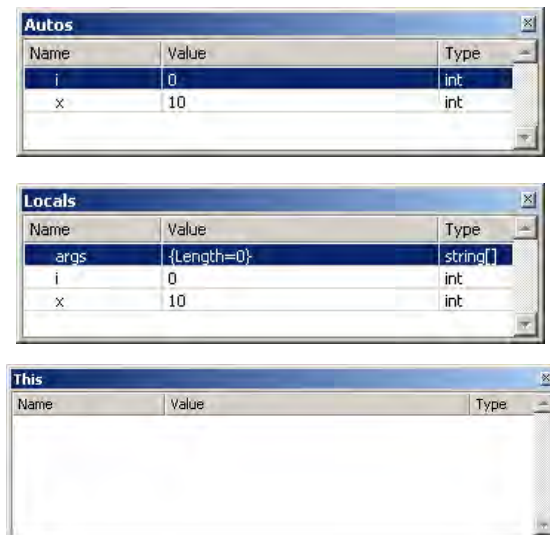 Autos
Name Value Type
i 0 int
x 10 int
Locals
Name Value Type
args {Length=0} string[]
i 0 int
x 10 int
This
Name Value Type